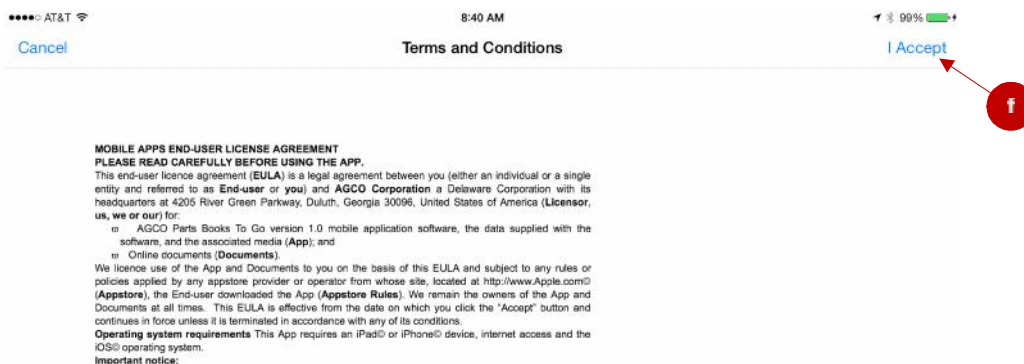 AT&T 8:40 AM 99%
Cancel Terms and Conditions I Accept
f
MOBILE APPS END-USER LICENSE AGREEMENT
PLEASE READ CAREFULLY BEFORE USING THE APP.
This end-user licence agreement (EULA) is a legal agreement between you (either an individual or a single
entity and referred to as End-user or you) and AGCO Corporation a Delaware Corporation with its
headquarters at 4205 River Green Parkway, Duluth, Georgia 30096, United States of America (Licensor,
us, we or our) for:
AGCO Parts Books To Go version 1.0 mobile application software, the data supplied with the
software, and the associated media (App); and
Online documents (Documents).
We licence use of the App and Documents to you on the basis of this EULA and subject to any rules or
policies applied by any appstore provider or operator from whose site, located at http://www.Apple.com©
(Appstore), the End-user downloaded the App (Appstore Rules). We remain the owners of the App and
Documents at all times. This EULA is effective from the date on which you click the "Accept" button and
continues in force unless it is terminated in accordance with any of its conditions.
Operating system requirements This App requires an iPad© or iPhone© device, internet access and the
iOS© operating system.
Important notice: